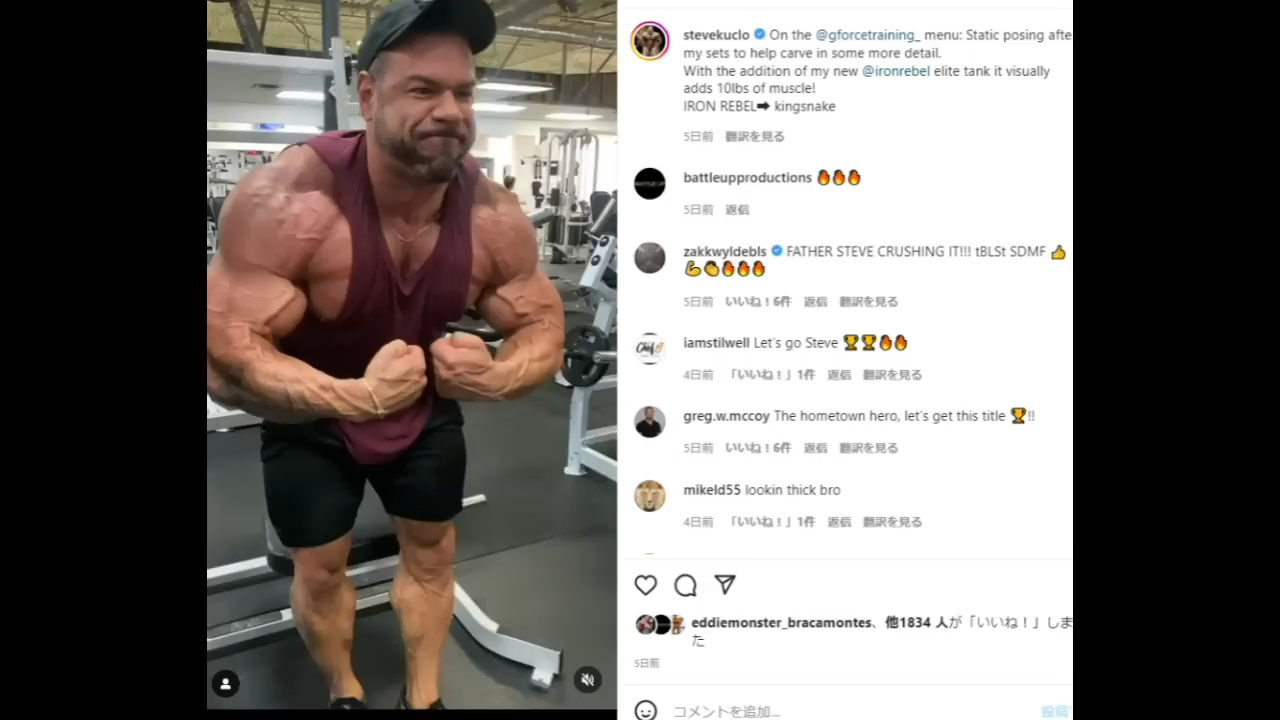 stevekuclo On the @gforcetraining_ menu: Static posing afte
my sets to help carve in some more detail.
With the addition of my new @ironrebel elite tank it visually
adds 10lbs of muscle!
IRON REBEL➡ kingsnake
5日前 翻訳を見る
battleupproductions 🔥🔥🔥
5日前 返信
zakkwyldebls FATHER STEVE CRUSHING IT!!! tBLSt SDMF 👍
💪👏🔥🔥🔥
5日前 いいね！6件 返信 翻訳を見る
iamstilwell Let's go Steve 🏆🏆🔥🔥
4日前 「いいね！」1件 返信 翻訳を見る
greg.w.mccoy The hometown hero, let's get this title 🏆!!
5日前 いいね！6件 返信 翻訳を見る
mikeld55 lookin thick bro
4日前 「いいね！」1件 返信 翻訳を見る
eddiemonster_bracamontes、他1834 人が「いいね！」しま
た
5日前
コメントを追加...
投稿